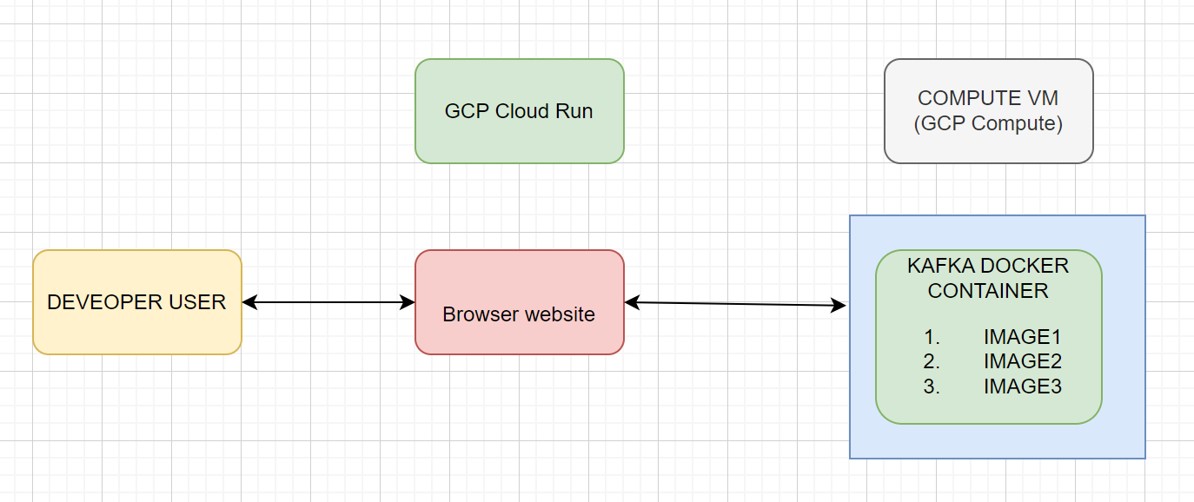 GCP Cloud Run
COMPUTE VM
(GCP Compute)
DEVEOPER USER
Browser website
KAFKA DOCKER
CONTAINER
1. IMAGE1
2. IMAGE2
3. IMAGE3